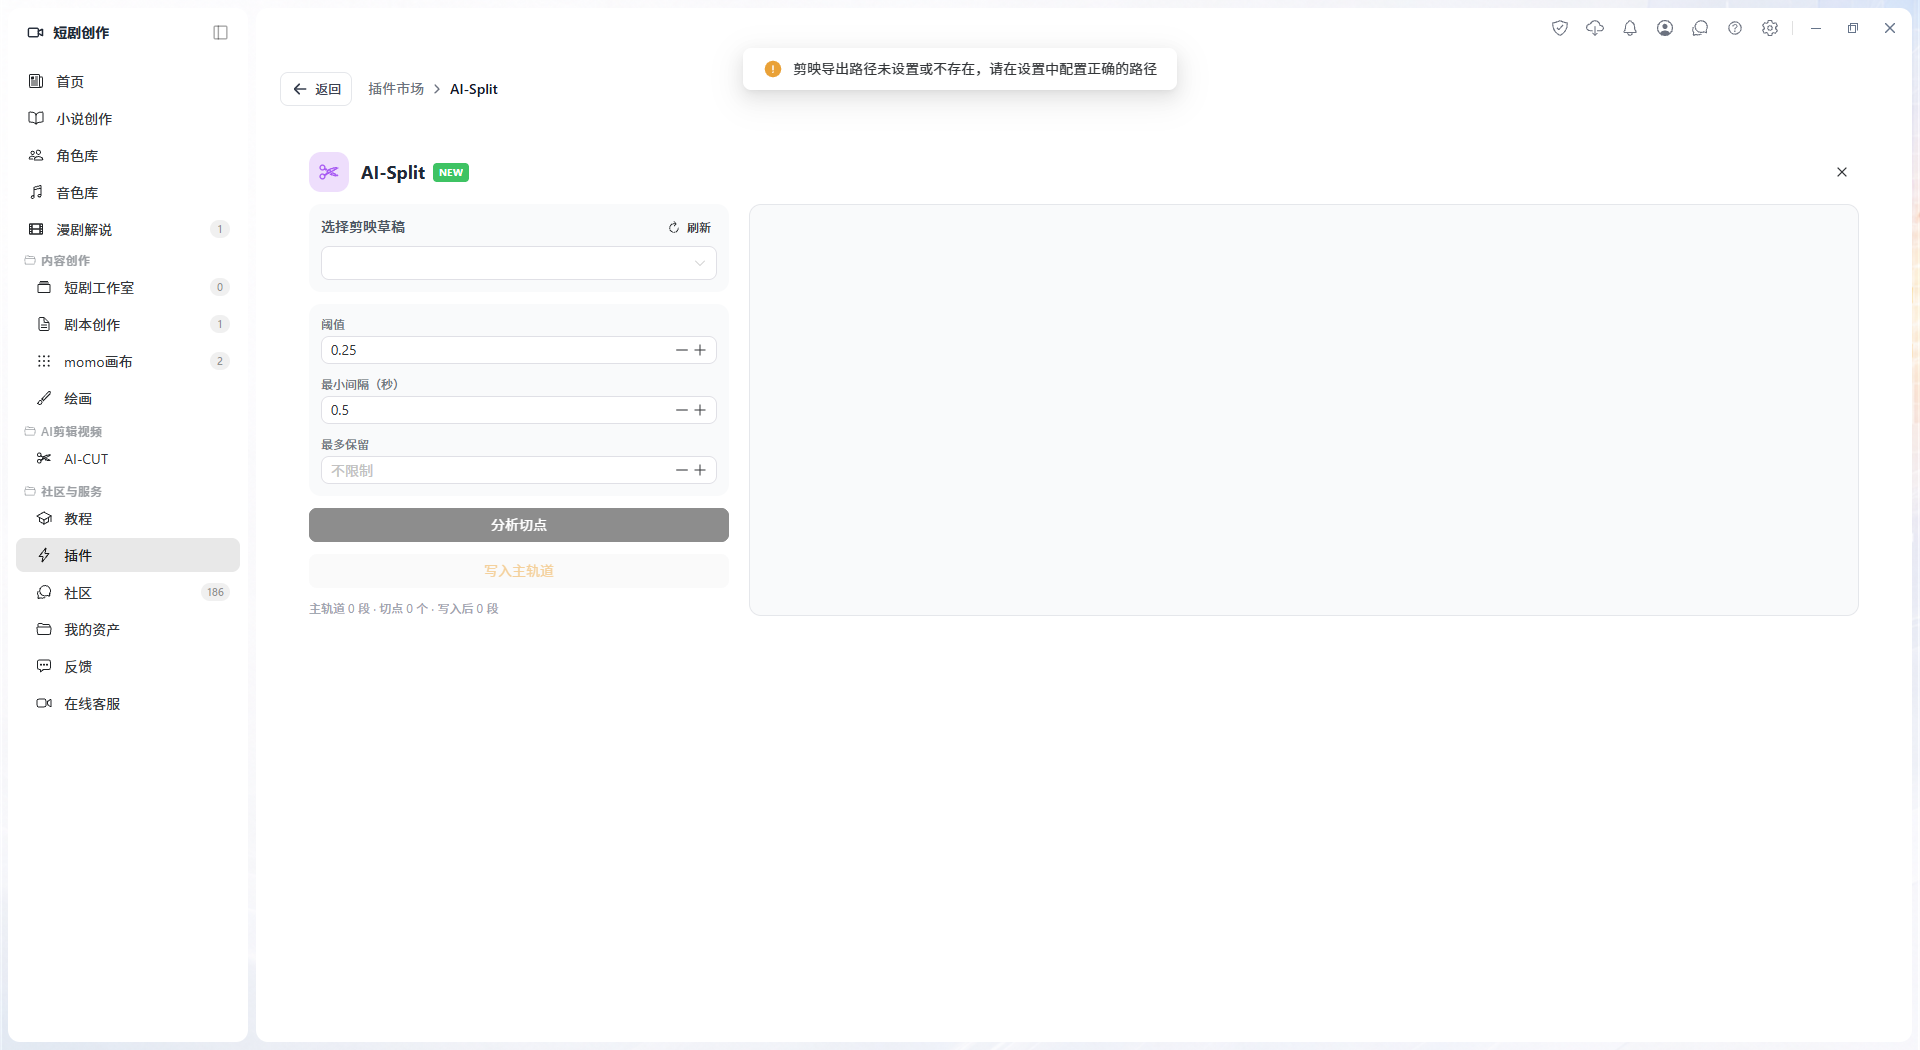 短剧创作
首页
小说创作
角色库
音色库
漫剧解说 1
内容创作
短剧工作室 0
剧本创作 1
momo画布 2
绘画
AI剪辑视频
AI-CUT
社区与服务
教程
插件
社区 186
我的资产
反馈
在线客服
剪映导出路径未设置或不存在，请在设置中配置正确的路径
返回 插件市场 > AI-Split
AI-Split NEW
选择剪映草稿 刷新
阈值
0.25
最小间隔（秒）
0.5
最多保留
不限制
分析切点
写入主轨道
主轨道 0 段 · 切点 0 个 · 写入后 0 段